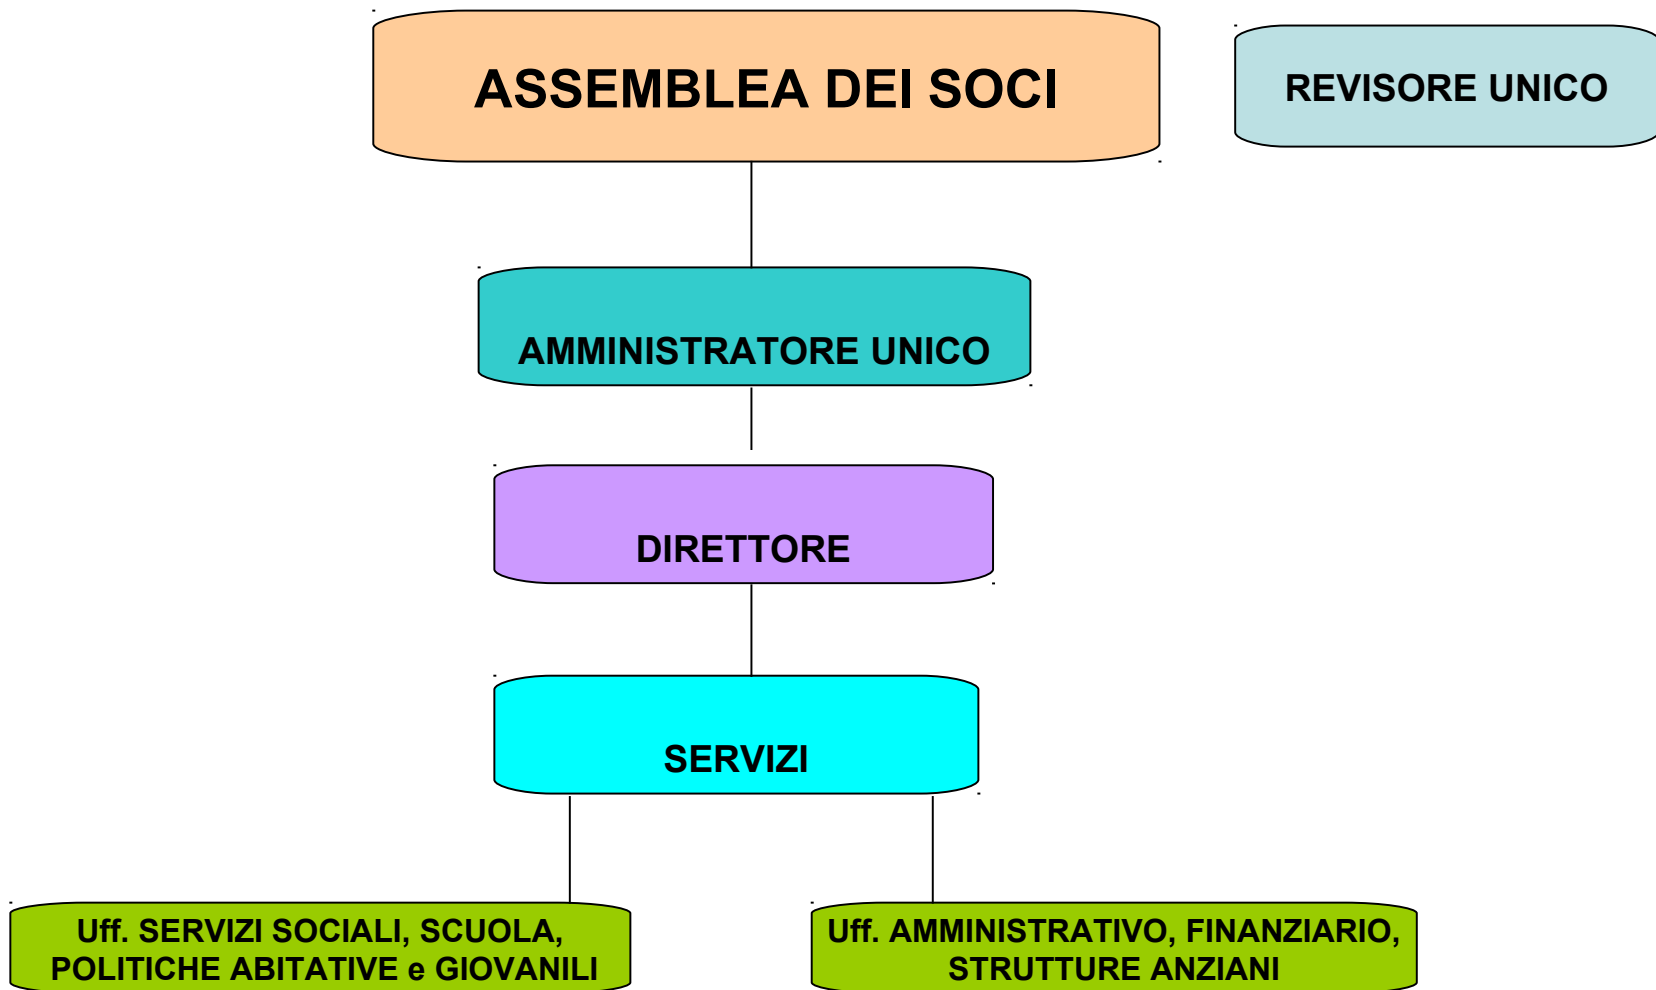 ASSEMBLEA DEI SOCI
REVISORE UNICO
AMMINISTRATORE UNICO
DIRETTORE
SERVIZI
Uff. SERVIZI SOCIALI, SCUOLA,
POLITICHE ABITATIVE e GIOVANILI
Uff. AMMINISTRATIVO, FINANZIARIO,
STRUTTURE ANZIANI